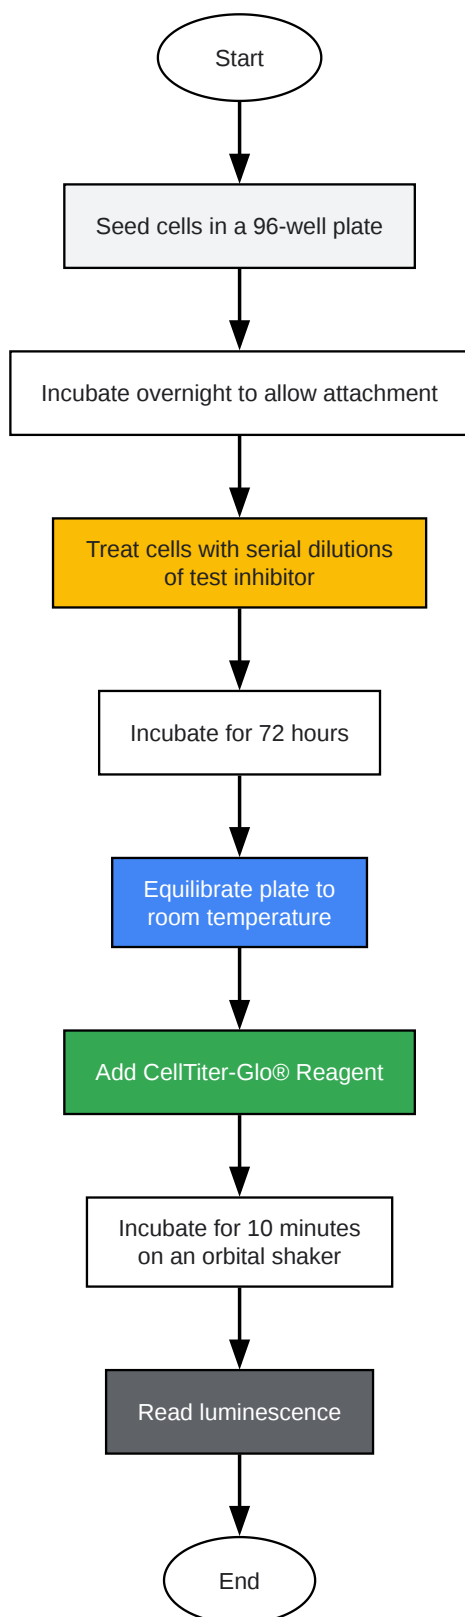 Start
Seed cells in a 96-well plate
Incubate overnight to allow attachment
Treat cells with serial dilutions
of test inhibitor
Incubate for 72 hours
Equilibrate plate to
room temperature
Add CellTiter-Glo® Reagent
Incubate for 10 minutes
on an orbital shaker
Read luminescence
End